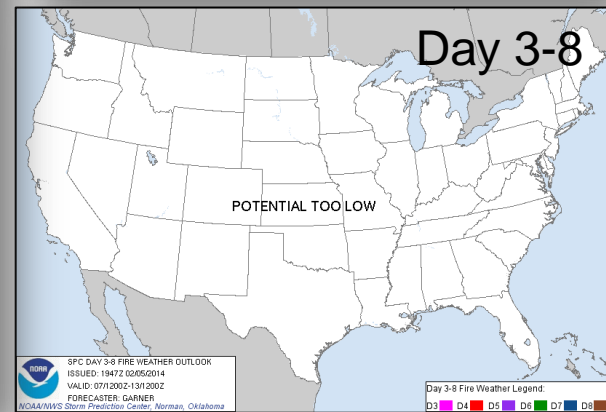 Day 3-8
POTENTIAL TOO LOW
NOAA
SPC DAY 3-8 FIRE WEATHER OUTLOOK
ISSUED: 1947Z 02/05/2014
VALID: 07/1200Z-13/1200Z
FORECASTER: GARNER
NOAA/NWS Storm Prediction Center, Norman, Oklahoma
Day 3-8 Fire Weather Legend:
D3 D4 D5 D6 D7 D8